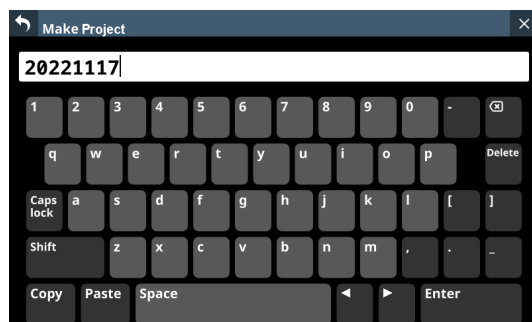 Make Project
20221117
1 2 3 4 5 6 7 8 9 0 -
q w e r t y u i o p Delete
Caps lock a s d f g h j k l [ ]
Shift z x c v b n m , . _
Copy Paste Space ◀ ▶ Enter